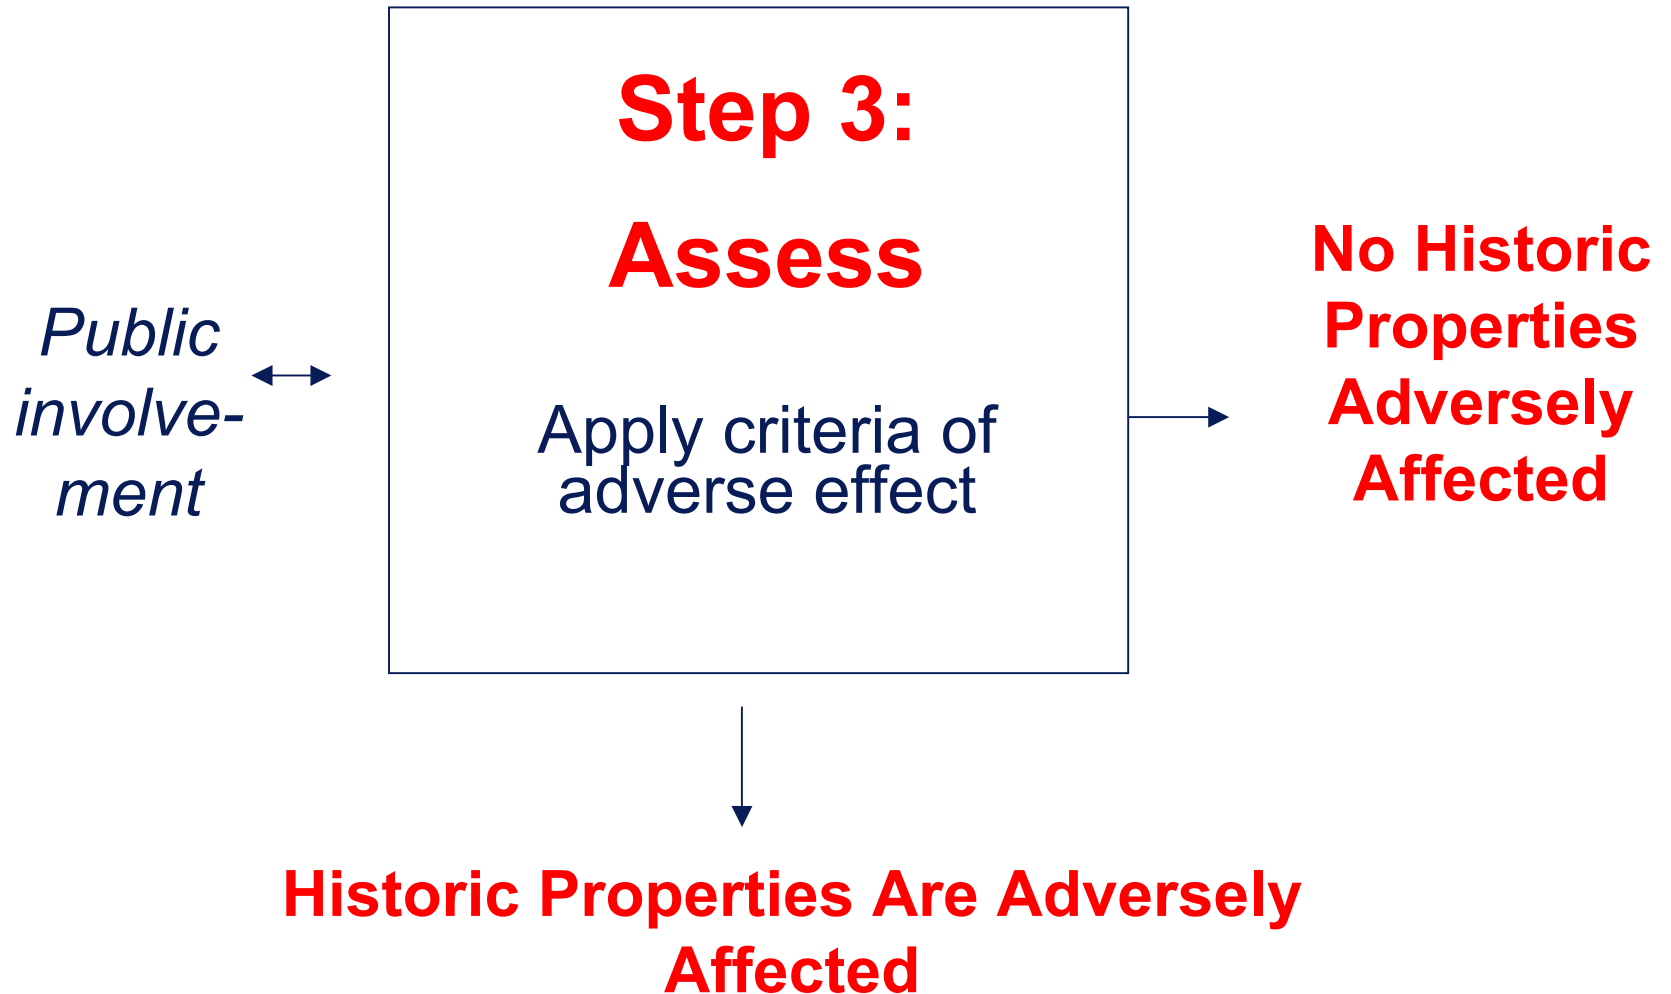 Step 3:
Assess
Apply criteria of
adverse effect
Public
involve-
ment
No Historic
Properties
Adversely
Affected
Historic Properties Are Adversely
Affected